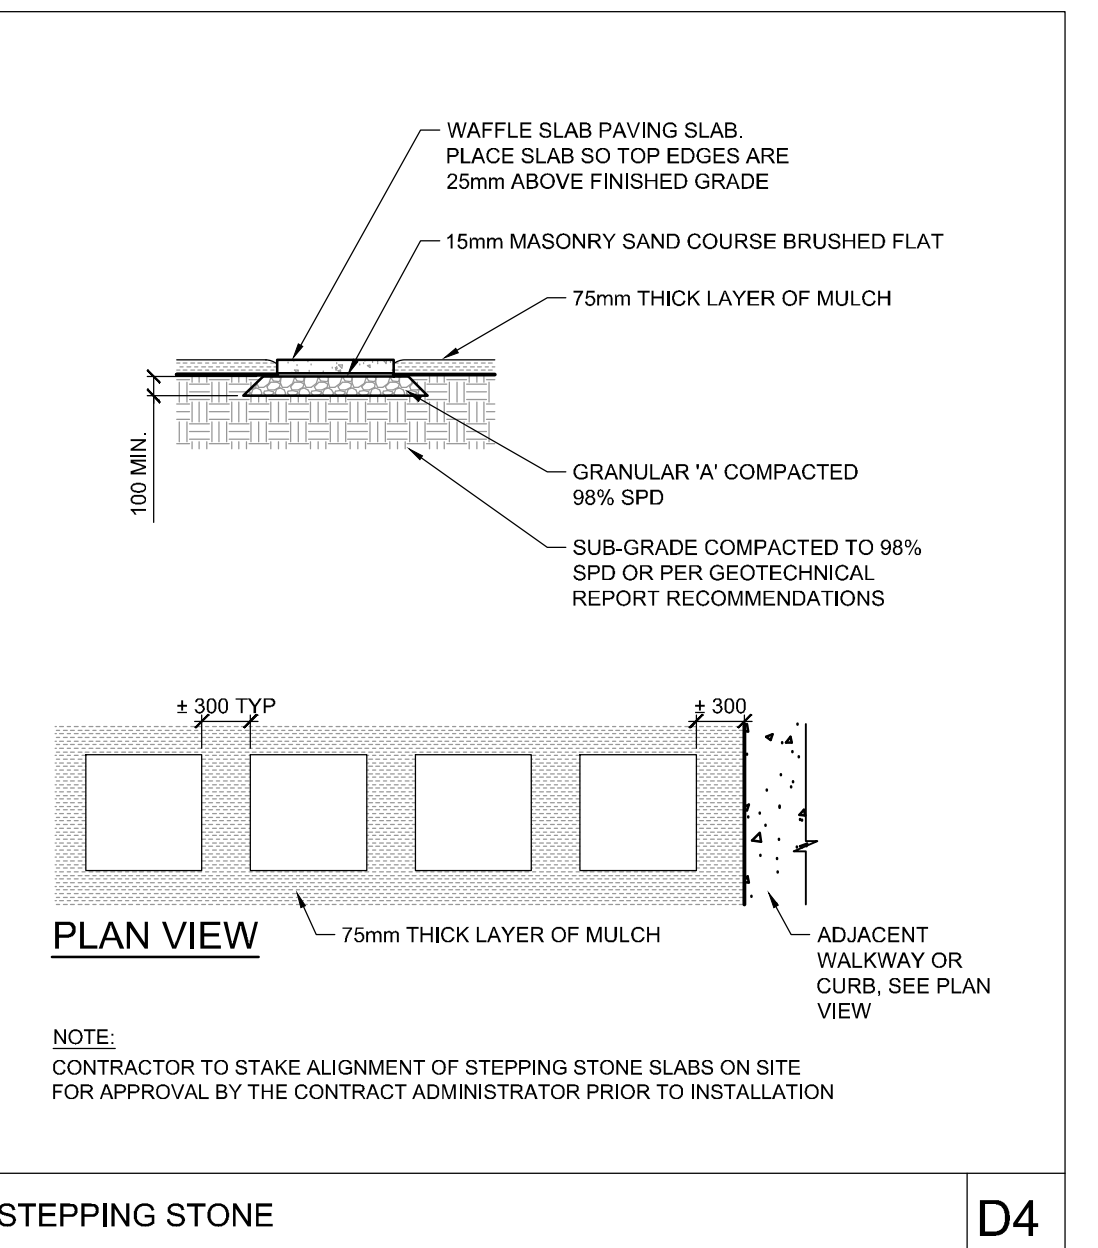 WAFFLE SLAB PAVING SLAB.
PLACE SLAB SO TOP EDGES ARE
25mm ABOVE FINISHED GRADE
15mm MASONRY SAND COURSE BRUSHED FLAT
75mm THICK LAYER OF MULCH
100 MIN.
GRANULAR 'A' COMPACTED
98% SPD
SUB-GRADE COMPACTED TO 98%
SPD OR PER GEOTECHNICAL
REPORT RECOMMENDATIONS
± 300 TYP
± 300
PLAN VIEW
75mm THICK LAYER OF MULCH
ADJACENT
WALKWAY OR
CURB, SEE PLAN
VIEW
NOTE:
CONTRACTOR TO STAKE ALIGNMENT OF STEPPING STONE SLABS ON SITE
FOR APPROVAL BY THE CONTRACT ADMINISTRATOR PRIOR TO INSTALLATION
STEPPING STONE
D4